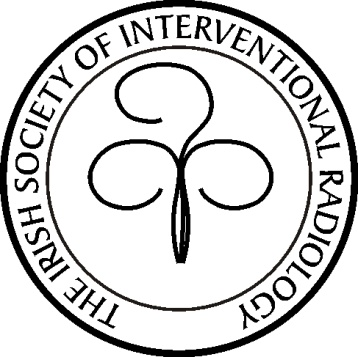 THE IRISH SOCIETY OF INTERVENTIONAL RADIOLOGY